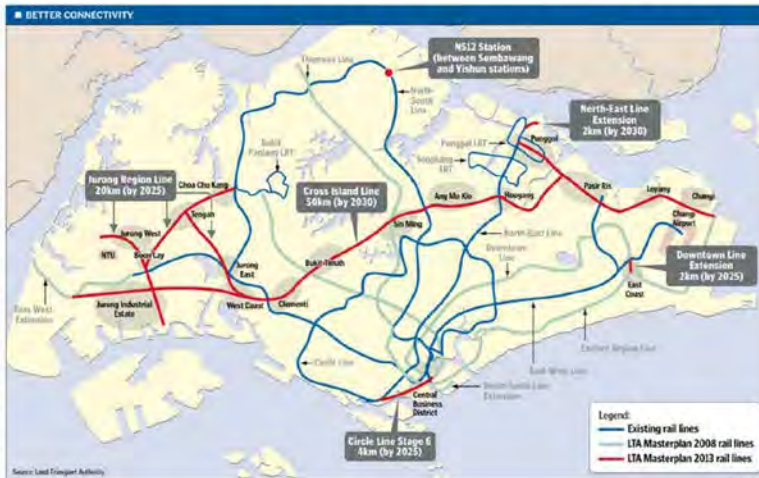 BETTER CONNECTIVITY
NS12 Station
(between Sembawang
and Yishun stations)
Thomson Line
North-
South
Line
North-East Line
Extension
2km (by 2030)
Bukit
Panjang LRT
Punggol LRT
Punggol
Sengkang
LRT
Jurong Region Line
20km (by 2025)
Choa Chu Kang
Cross Island Line
50km (by 2030)
Ang Mo Kio
Hougang
Pasir Ris
Loyang
Changi
Tengah
Jurong West
Sin Ming
Changi
Airport
NTU
Boon Lay
North-East Line
Downtown
Line
Bukit Timah
Jurong
East
Downtown Line
Extension
2km (by 2025)
East
Coast
West Coast
Clementi
Tuas West
Extension
Jurong Industrial
Estate
Eastern Region Line
Circle Line
East-West Line
North-South Line
Extension
Central
Business
District
Circle Line Stage 6
4km (by 2025)
Legend:
Existing rail lines
LTA Masterplan 2008 rail lines
LTA Masterplan 2013 rail lines
Source: Land Transport Authority